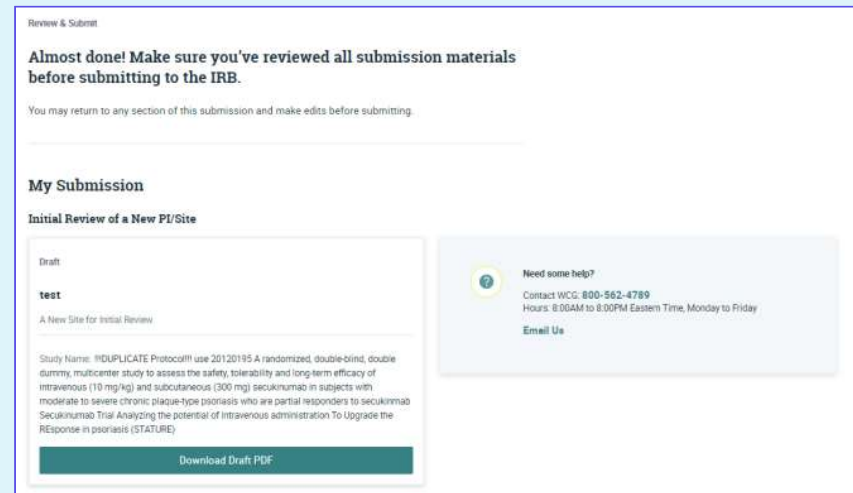 Review & Submit
Almost done! Make sure you've reviewed all submission materials
before submitting to the IRB.
You may return to any section of this submission and make edits before submitting.
My Submission
Initial Review of a New PI/Site
Draft
test
A New Site for Initial Review
Study Name: !!!DUPLICATE Protocol!!! use 20120195 A randomized, double-blind, double
dummy, multicenter study to assess the safety, tolerability and long-term efficacy of
intravenous (10 mg/kg) and subcutaneous (300 mg) secukinumab in subjects with
moderate to severe chronic plaque-type psoriasis who are partial responders to secukinmab
Secukinumab Trial Analyzing the potential of intravenous administration To Upgrade the
REsponse in psoriasis (STATURE)
Download Draft PDF
Need some help?
Contact WCG: 800-562-4789
Hours: 8:00AM to 8:00PM Eastern Time, Monday to Friday
Email Us